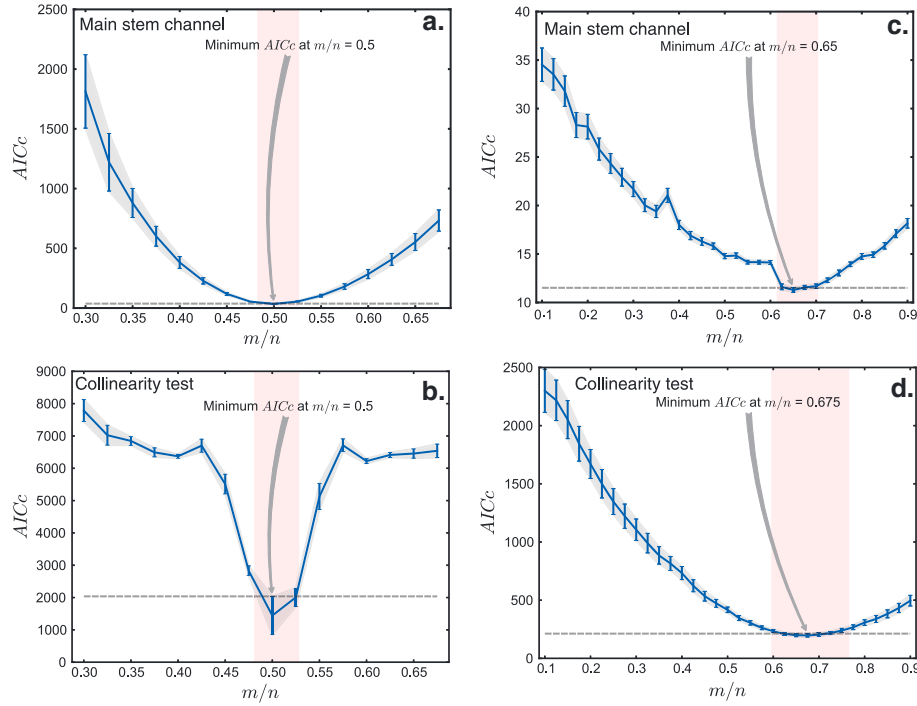 a.
Main stem channel
Minimum AICc at m/n = 0.5
2500
2000
1500
1000
500
0
AICc
0.30 0.35 0.40 0.45 0.50 0.55 0.60 0.65
m/n
c.
Main stem channel
Minimum AICc at m/n = 0.65
40
35
30
25
20
15
10
AICc
0.1 0.2 0.3 0.4 0.5 0.6 0.7 0.8 0.9
m/n
b.
Collinearity test
Minimum AICc at m/n = 0.5
9000
8000
7000
6000
5000
4000
3000
2000
1000
0
AICc
0.30 0.35 0.40 0.45 0.50 0.55 0.60 0.65
m/n
d.
Collinearity test
Minimum AICc at m/n = 0.675
2500
2000
1500
1000
500
0
AICc
0.1 0.2 0.3 0.4 0.5 0.6 0.7 0.8 0.9
m/n